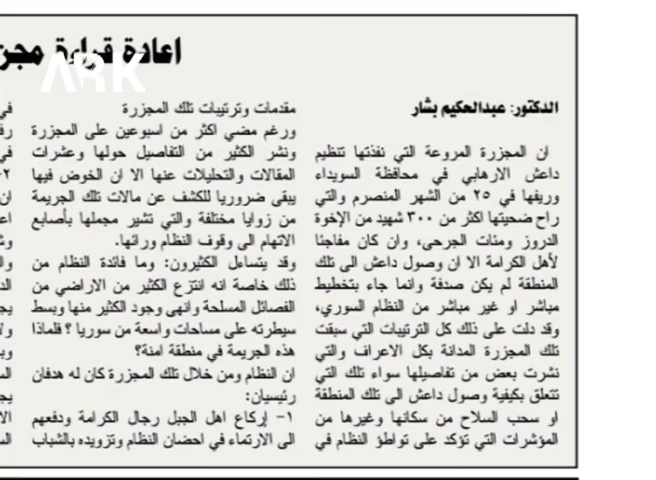 اعادة قراءة
ARK
الدكتور: عبدالحكيم بشار
ان المجزرة المروعة التي نفذتها تنظيم
داعش الارهابي في محافظة السويداء
وريفها في ٢٥ من الشهر المنصرم والتي
راح ضحيتها اكثر من ٣٠٠ شهيد من الإخوة
الدروز ومئات الجرحى، وان كان مفاجئا
لأهل الكرامة الا ان وصول داعش الى تلك
المنطقة لم يكن صدفة وانما جاء بتخطيط
مباشر او غير مباشر من النظام السوري،
وقد دلت على ذلك كل الترتيبات التي سبقت
تلك المجزرة المدانة بكل الاعراف والتي
نشرت بعض من تفاصيلها سواء تلك التي
تتعلق بكيفية وصول داعش الى تلك المنطقة
او سحب السلاح من سكانها وغيرها من
المؤشرات التي تؤكد على تواطؤ النظام في
مقدمات وترتيبات تلك المجزرة
ورغم مضي اكثر من اسبوعين على المجزرة
ونشر الكثير من التفاصيل حولها وعشرات
المقالات والتحليلات عنها الا ان الخوض فيها
يبقى ضروريا للكشف عن مالات تلك الجريمة
من زوايا مختلفة والتي تشير مجملها بأصابع
الاتهام الى وقوف النظام ورائها.
وقد يتساءل الكثيرون: وما فائدة النظام من
ذلك خاصة انه انتزع الكثير من الاراضي من
الفصائل المسلحة وانهى وجود الكثير منها وبسط
سيطرته على مساحات واسعة من سوريا ؟ فلماذا
هذه الجريمة في منطقة امنة؟
ان النظام ومن خلال تلك المجزرة كان له هدفان
رئيسيان:
١- إركاع اهل الجبل رجال الكرامة ودفعهم
الى الارتماء في احضان النظام وتزويده بالشباب